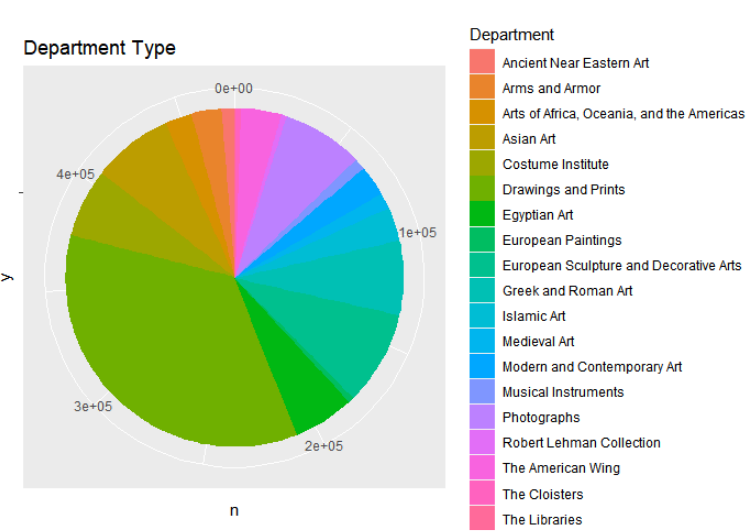 Department Type
0e+00
1e+05
2e+05
3e+05
4e+05
y
n
Department
Ancient Near Eastern Art
Arms and Armor
Arts of Africa, Oceania, and the Americas
Asian Art
Costume Institute
Drawings and Prints
Egyptian Art
European Paintings
European Sculpture and Decorative Arts
Greek and Roman Art
Islamic Art
Medieval Art
Modern and Contemporary Art
Musical Instruments
Photographs
Robert Lehman Collection
The American Wing
The Cloisters
The Libraries